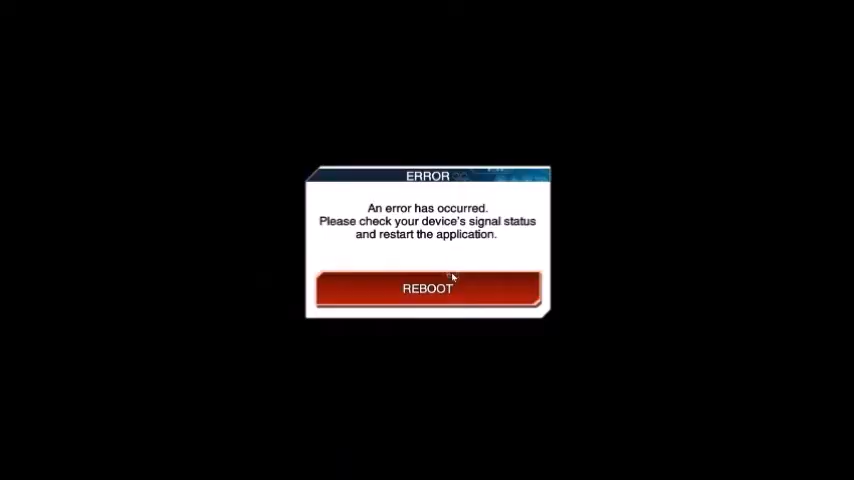 ERROR
An error has occurred.
Please check your device's signal status
and restart the application.
REBOOT